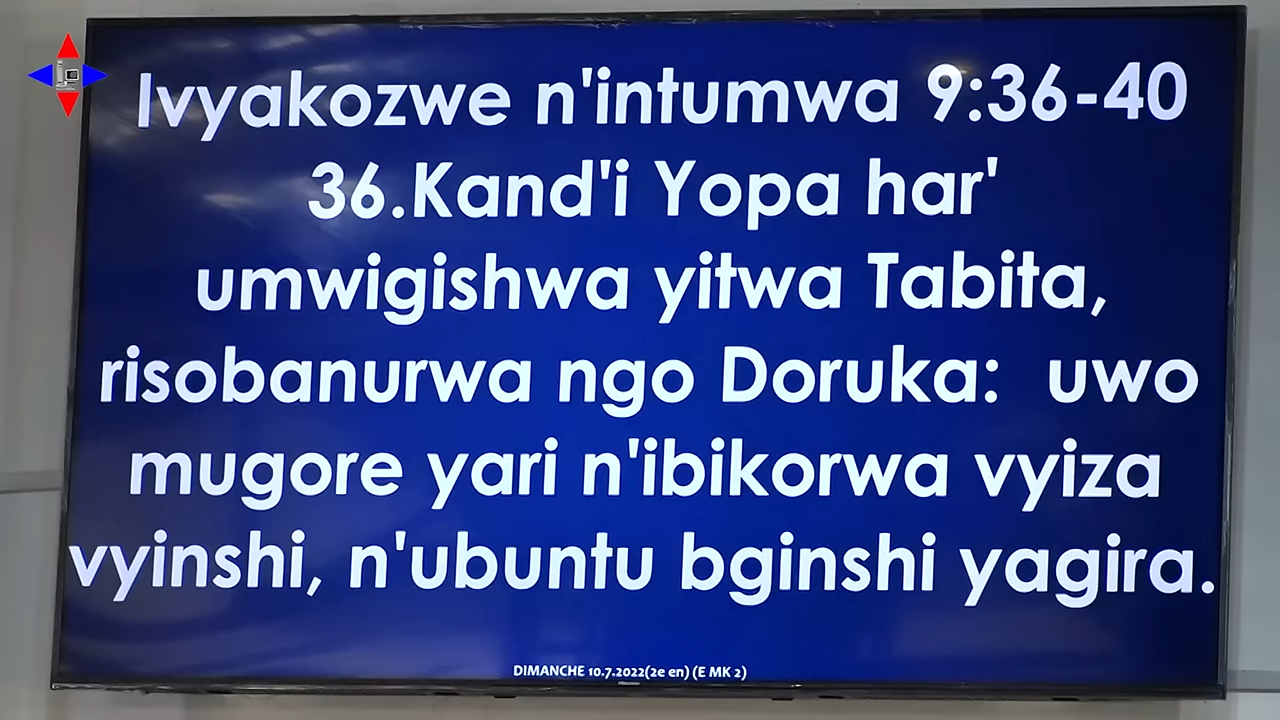 Ivyakozwe n'intumwa 9:36-40
36.Kand'i Yopa har'
umwigishwa yitwa Tabita,
risobanurwa ngo Doruka: uwo
mugore yari n'ibikorwa vyiza
vyinshi, n'ubuntu bginshi yagira.
DIMANCHE 10.7.2022(2e en) (E MK 2)